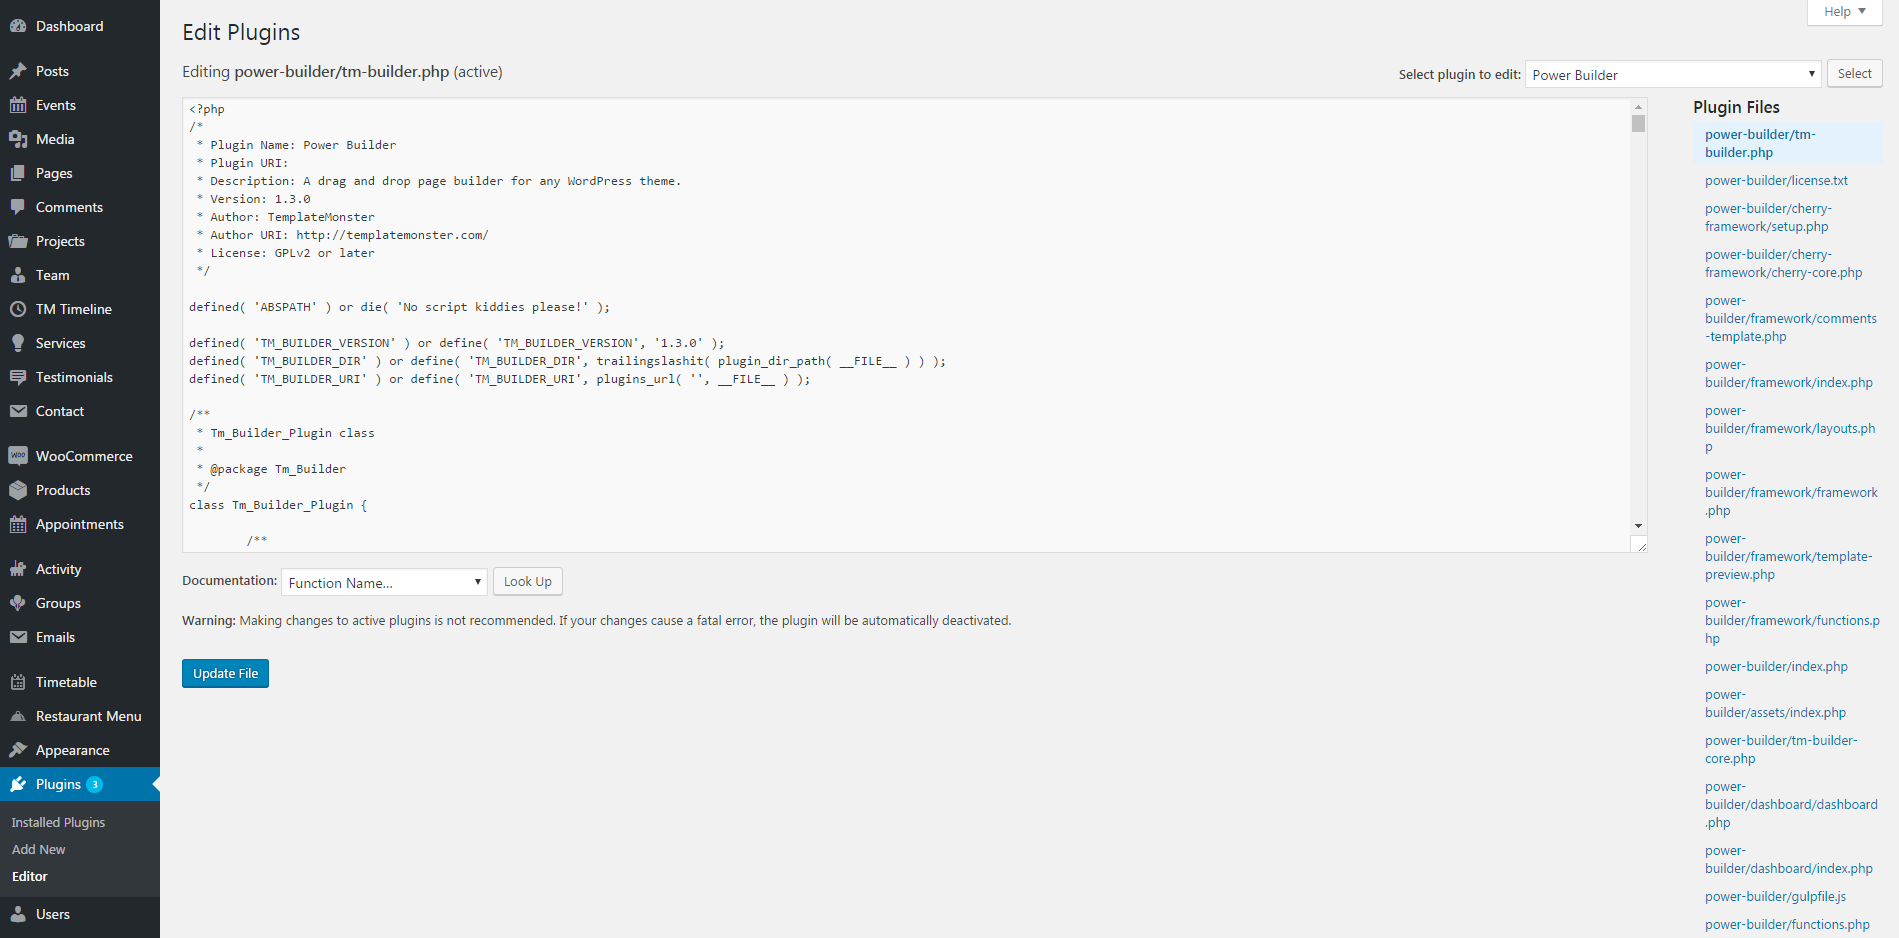 Dashboard
Posts
Events
Media
Pages
Comments
Projects
Team
TM Timeline
Services
Testimonials
Contact
WOO
WooCommerce
Products
Appointments
Activity
Groups
Emails
Timetable
Restaurant Menu
Appearance
Plugins 3
Installed Plugins
Add New
Editor
Users
Help
Edit Plugins
Editing power-builder/tm-builder.php (active)
Select plugin to edit: Power Builder Select
<?php
/*
 * Plugin Name: Power Builder
 * Plugin URI:
 * Description: A drag and drop page builder for any WordPress theme.
 * Version: 1.3.0
 * Author: TemplateMonster
 * Author URI: http://templatemonster.com/
 * License: GPLv2 or later
 */
defined( 'ABSPATH' ) or die( 'No script kiddies please!' );
defined( 'TM_BUILDER_VERSION' ) or define( 'TM_BUILDER_VERSION', '1.3.0' );
defined( 'TM_BUILDER_DIR' ) or define( 'TM_BUILDER_DIR', trailingslashit( plugin_dir_path( __FILE__ ) ) );
defined( 'TM_BUILDER_URI' ) or define( 'TM_BUILDER_URI', plugins_url( '', __FILE__ ) );
/**
 * Tm_Builder_Plugin class
 *
 * @package Tm_Builder
 */
class Tm_Builder_Plugin {
        /**
Documentation: Function Name... Look Up
Warning: Making changes to active plugins is not recommended. If your changes cause a fatal error, the plugin will be automatically deactivated.
Update File
Plugin Files
power-builder/tm-
builder.php
power-builder/license.txt
power-builder/cherry-
framework/setup.php
power-builder/cherry-
framework/cherry-core.php
power-
builder/framework/comments
-template.php
power-
builder/framework/index.php
power-
builder/framework/layouts.ph
p
power-
builder/framework/framework
.php
power-
builder/framework/template-
preview.php
power-
builder/framework/functions.p
hp
power-builder/index.php
power-
builder/assets/index.php
power-builder/tm-builder-
core.php
power-
builder/dashboard/dashboard
.php
power-
builder/dashboard/index.php
power-builder/gulpfile.js
power-builder/functions.php